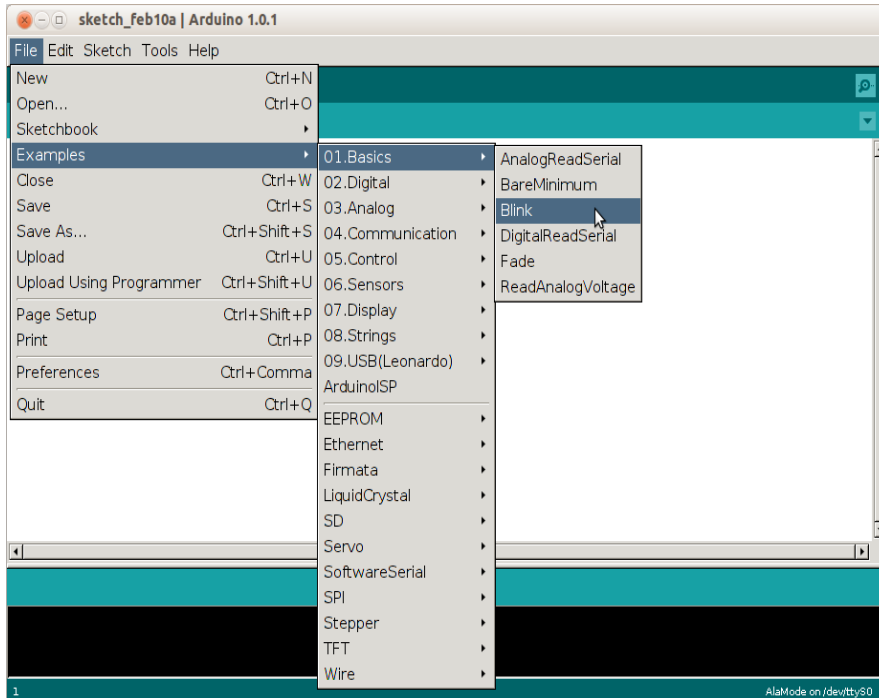 sketch_feb10a | Arduino 1.0.1
File Edit Sketch Tools Help
New Ctrl+N
Open... Ctrl+O
Sketchbook
Examples
Close Ctrl+W
Save Ctrl+S
Save As... Ctrl+Shift+S
Upload Ctrl+U
Upload Using Programmer Ctrl+Shift+U
Page Setup Ctrl+Shift+P
Print Ctrl+P
Preferences Ctrl+Comma
Quit Ctrl+Q
01.Basics
02.Digital
03.Analog
04.Communication
05.Control
06.Sensors
07.Display
08.Strings
09.USB(Leonardo)
ArduinoISP
EEPROM
Ethernet
Firmata
LiquidCrystal
SD
Servo
SoftwareSerial
SPI
Stepper
TFT
Wire
AnalogReadSerial
BareMinimum
Blink
DigitalReadSerial
Fade
ReadAnalogVoltage
1 AlaMode on /dev/ttyS0